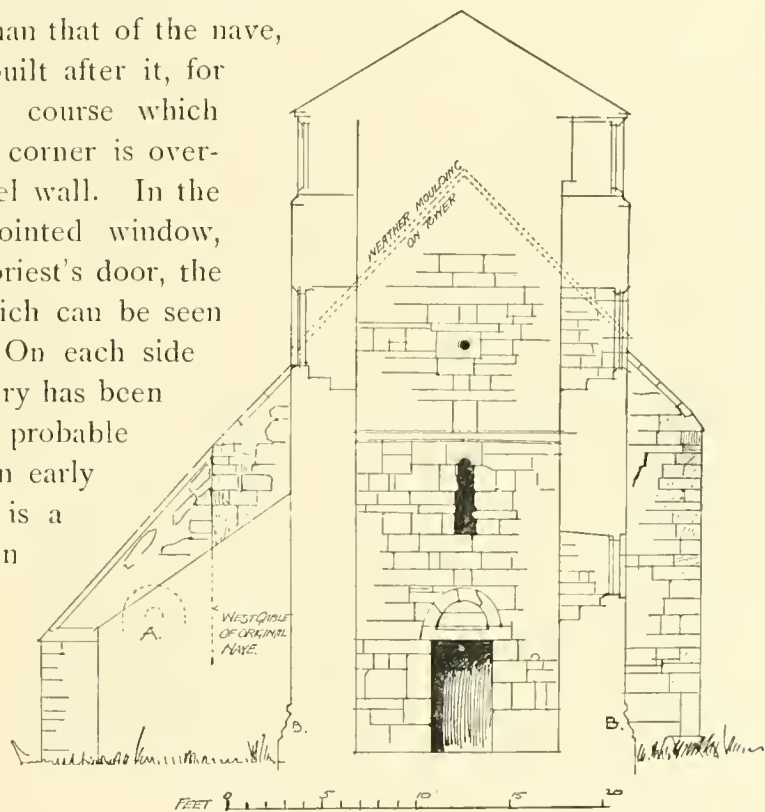 han that of the nave,
uilt after it, for
course which
corner is over-
el wall. In the
ointed window,
priest's door, the
hich can be seen
On each side
ry has been
probable
n early
is a
n
WEATHER MOULDING
ON TOWER
A.
WEST GABLE
OF ORIGINAL
NAVE.
B.
B.
FEET 0 5 10 15 20